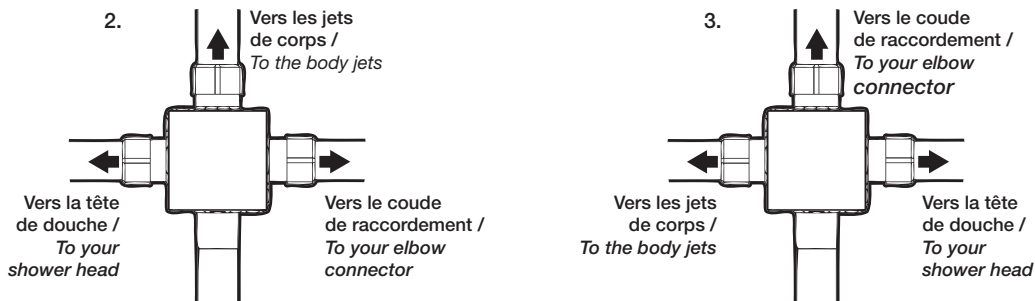 2.
Vers les jets
de corps /
To the body jets
Vers la tête
de douche /
To your
shower head
Vers le coude
de raccordement /
To your elbow
connector
3.
Vers le coude
de raccordement /
To your elbow
connector
Vers les jets
de corps /
To the body jets
Vers la tête
de douche /
To your
shower head